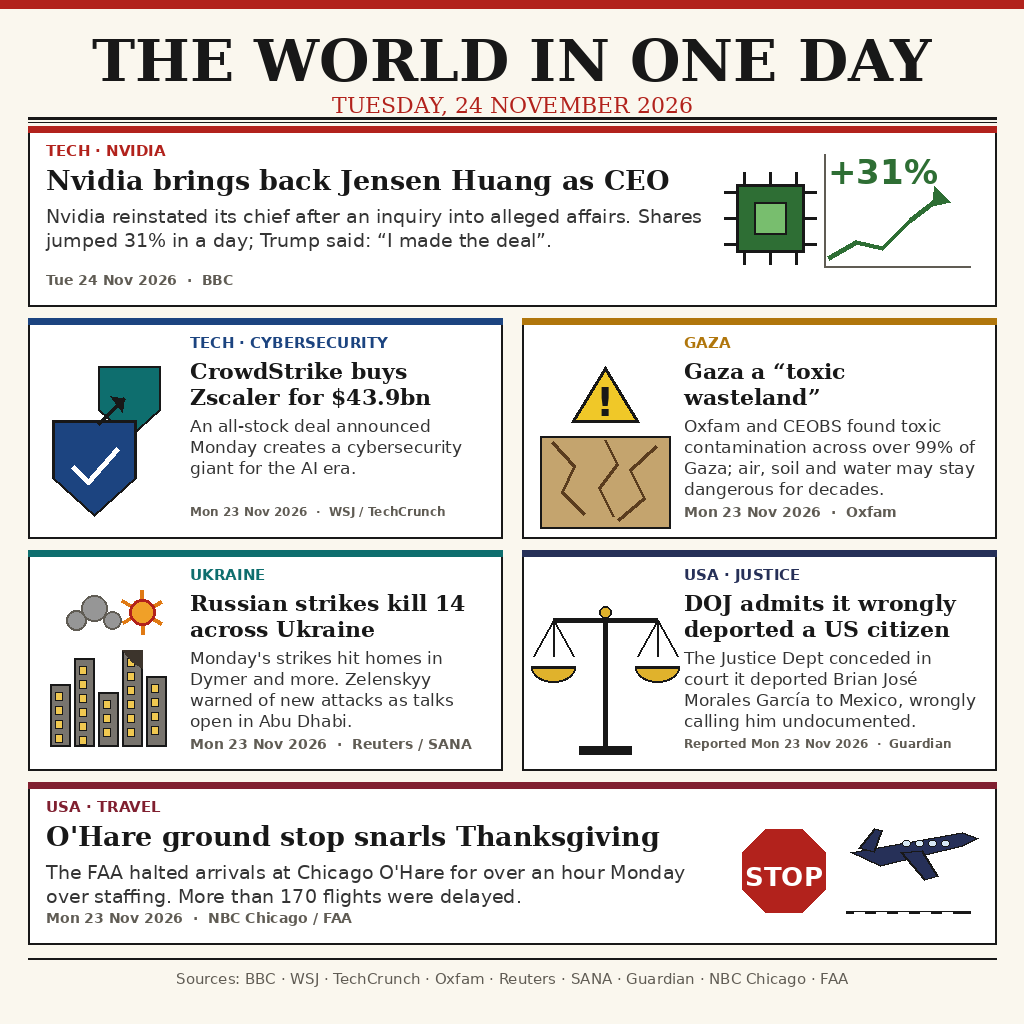 THE WORLD IN ONE DAY
TUESDAY, 24 NOVEMBER 2026
TECH · NVIDIA
Nvidia brings back Jensen Huang as CEO
Nvidia reinstated its chief after an inquiry into alleged affairs. Shares
jumped 31% in a day; Trump said: “I made the deal”.
Tue 24 Nov 2026 · BBC
+31%
TECH · CYBERSECURITY
CrowdStrike buys
Zscaler for $43.9bn
An all-stock deal announced
Monday creates a cybersecurity
giant for the AI era.
Mon 23 Nov 2026 · WSJ / TechCrunch
GAZA
Gaza a “toxic
wasteland”
Oxfam and CEOBS found toxic
contamination across over 99% of
Gaza; air, soil and water may stay
dangerous for decades.
Mon 23 Nov 2026 · Oxfam
!
UKRAINE
Russian strikes kill 14
across Ukraine
Monday's strikes hit homes in
Dymer and more. Zelenskyy
warned of new attacks as talks
open in Abu Dhabi.
Mon 23 Nov 2026 · Reuters / SANA
USA · JUSTICE
DOJ admits it wrongly
deported a US citizen
The Justice Dept conceded in
court it deported Brian José
Morales García to Mexico, wrongly
calling him undocumented.
Reported Mon 23 Nov 2026 · Guardian
USA · TRAVEL
O'Hare ground stop snarls Thanksgiving
The FAA halted arrivals at Chicago O'Hare for over an hour Monday
over staffing. More than 170 flights were delayed.
Mon 23 Nov 2026 · NBC Chicago / FAA
STOP
Sources: BBC · WSJ · TechCrunch · Oxfam · Reuters · SANA · Guardian · NBC Chicago · FAA